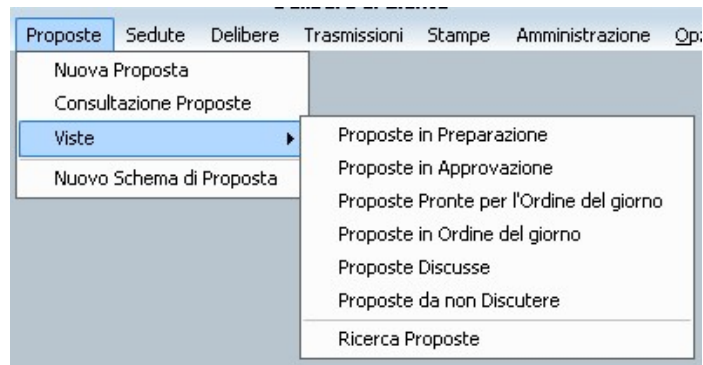 Proposte Sedute Delibere Trasmissioni Stampe Amministrazione
Nuova Proposta
Consultazione Proposte
Viste
Nuovo Schema di Proposta
Proposte in Preparazione
Proposte in Approvazione
Proposte Pronte per l'Ordine del giorno
Proposte in Ordine del giorno
Proposte Discusse
Proposte da non Discutere
Ricerca Proposte